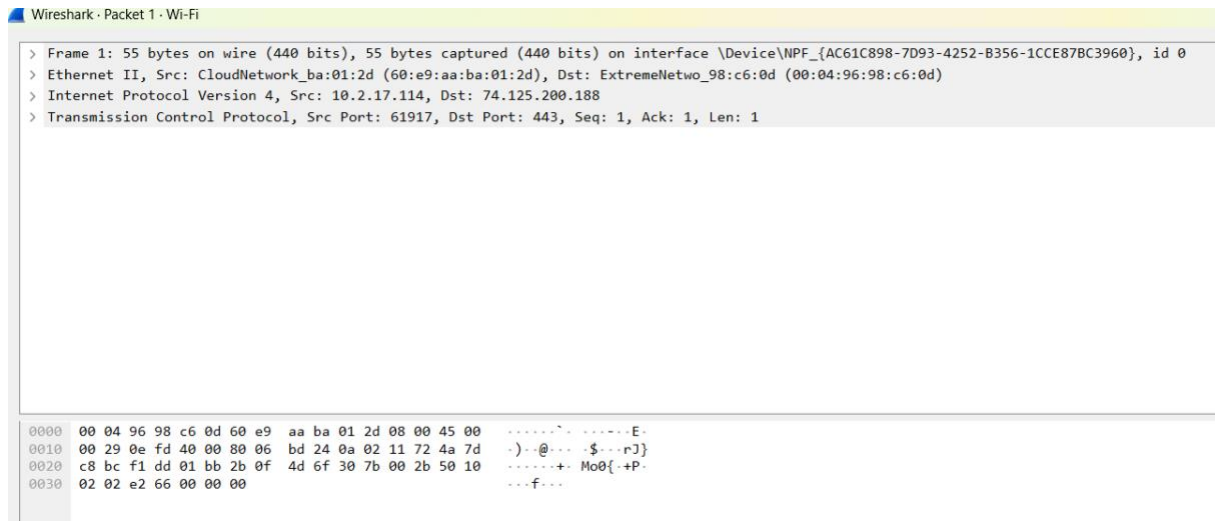 Wireshark · Packet 1 · Wi-Fi
> Frame 1: 55 bytes on wire (440 bits), 55 bytes captured (440 bits) on interface \Device\NPF_{AC61C898-7D93-4252-B356-1CCE87BC3960}, id 0
> Ethernet II, Src: CloudNetwork_ba:01:2d (60:e9:aa:ba:01:2d), Dst: ExtremeNetwo_98:c6:0d (00:04:96:98:c6:0d)
> Internet Protocol Version 4, Src: 10.2.17.114, Dst: 74.125.200.188
> Transmission Control Protocol, Src Port: 61917, Dst Port: 443, Seq: 1, Ack: 1, Len: 1
0000 00 04 96 98 c6 0d 60 e9 aa ba 01 2d 08 00 45 00 ······`· ···-··E·
0010 00 29 0e fd 40 00 80 06 bd 24 0a 02 11 72 4a 7d ·)··@··· ·$···rJ}
0020 c8 bc f1 dd 01 bb 2b 0f 4d 6f 30 7b 00 2b 50 10 ······+· Mo0{·+P·
0030 02 02 e2 66 00 00 00 ···f···